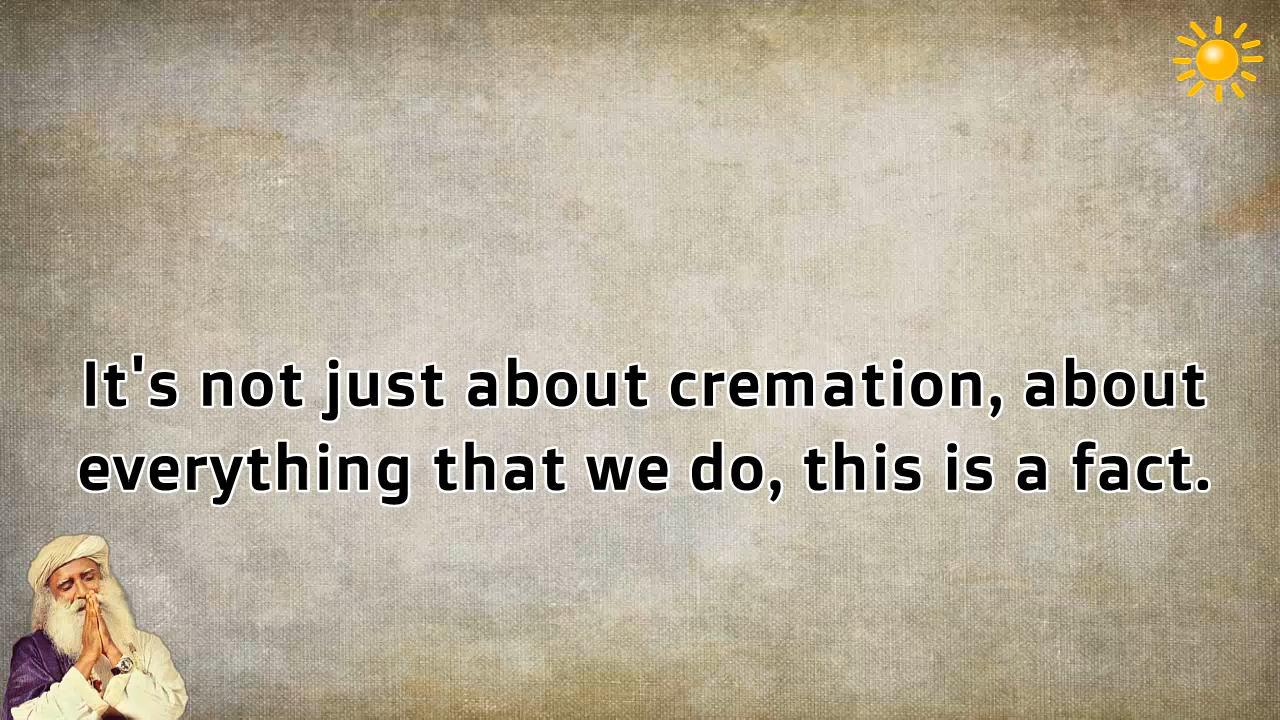 It's not just about cremation, about
everything that we do, this is a fact.